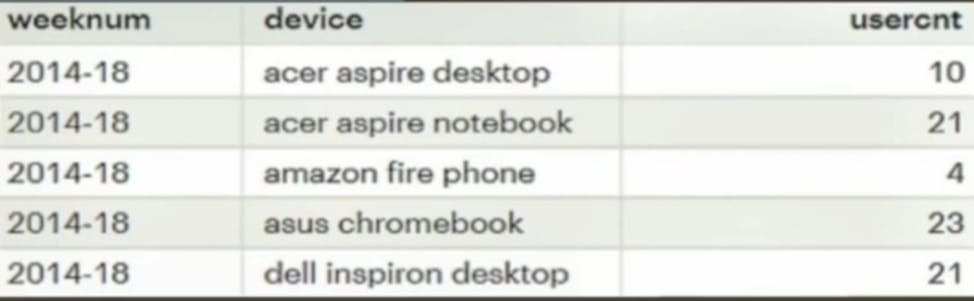 weeknum device usercnt
2014-18 acer aspire desktop 10
2014-18 acer aspire notebook 21
2014-18 amazon fire phone 4
2014-18 asus chromebook 23
2014-18 dell inspiron desktop 21